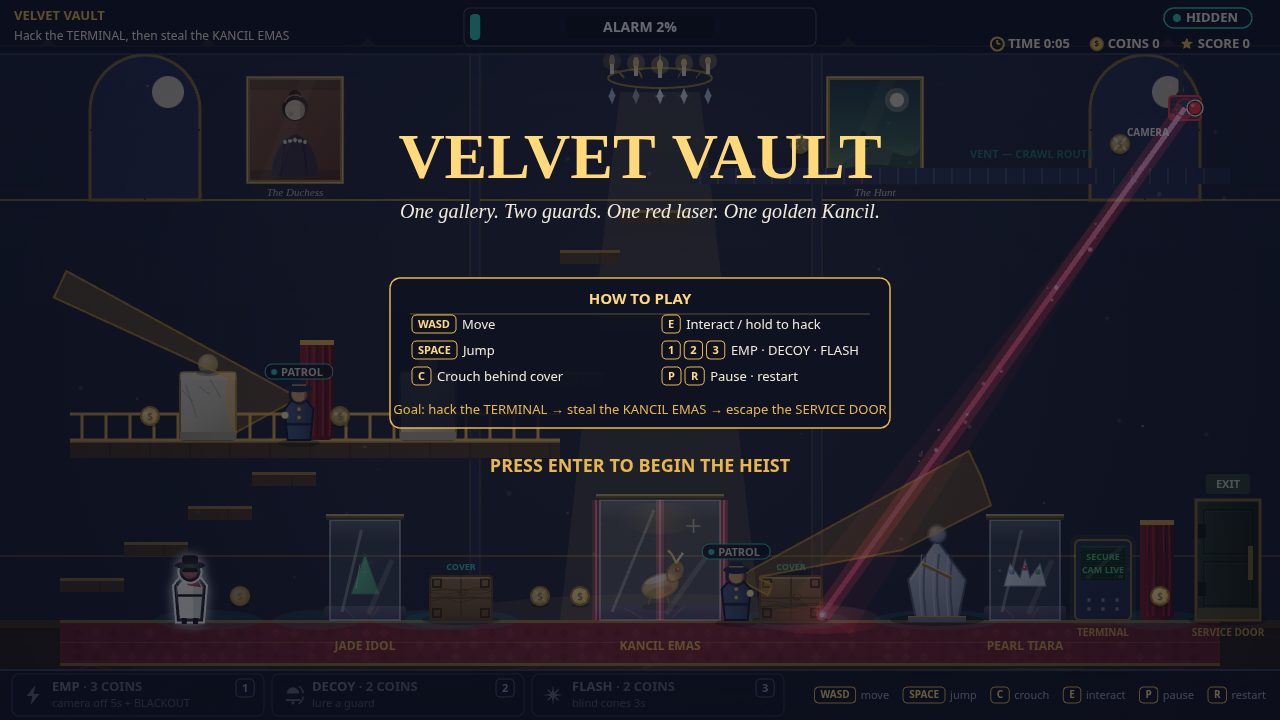 VELVET VAULT
Hack the TERMINAL, then steal the KANCIL EMAS
ALARM 2%
HIDDEN
TIME 0:05 COINS 0 SCORE 0
CAMERA
VENT — CRAWL ROUTE
The Duchess
The Hunt
VELVET VAULT
One gallery. Two guards. One red laser. One golden Kancil.
HOW TO PLAY
WASD Move
E Interact / hold to hack
SPACE Jump
1 2 3 EMP · DECOY · FLASH
C Crouch behind cover
P R Pause · restart
Goal: hack the TERMINAL → steal the KANCIL EMAS → escape the SERVICE DOOR
PRESS ENTER TO BEGIN THE HEIST
PATROL
EXIT
PATROL
COVER
COVER
SECURE
CAM LIVE
TERMINAL
SERVICE DOOR
JADE IDOL
KANCIL EMAS
PEARL TIARA
EMP · 3 COINS 1
camera off 5s + BLACKOUT
DECOY · 2 COINS 2
lure a guard
FLASH · 2 COINS 3
blind cones 3s
WASD move SPACE jump C crouch E interact P pause R restart